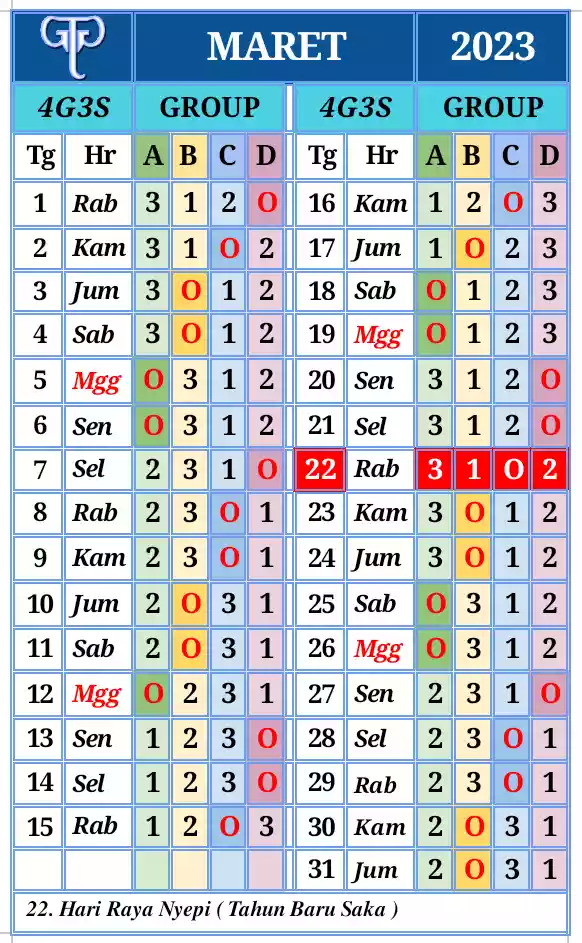 MARET 2023
4G3S GROUP 4G3S GROUP
Tg Hr A B C D Tg Hr A B C D
1 Rab 3 1 2 O 16 Kam 1 2 O 3
2 Kam 3 1 O 2 17 Jum 1 O 2 3
3 Jum 3 O 1 2 18 Sab O 1 2 3
4 Sab 3 O 1 2 19 Mgg O 1 2 3
5 Mgg O 3 1 2 20 Sen 3 1 2 O
6 Sen O 3 1 2 21 Sel 3 1 2 O
7 Sel 2 3 1 O 22 Rab 3 1 O 2
8 Rab 2 3 O 1 23 Kam 3 O 1 2
9 Kam 2 3 O 1 24 Jum 3 O 1 2
10 Jum 2 O 3 1 25 Sab O 3 1 2
11 Sab 2 O 3 1 26 Mgg O 3 1 2
12 Mgg O 2 3 1 27 Sen 2 3 1 O
13 Sen 1 2 3 O 28 Sel 2 3 O 1
14 Sel 1 2 3 O 29 Rab 2 3 O 1
15 Rab 1 2 O 3 30 Kam 2 O 3 1
31 Jum 2 O 3 1
22. Hari Raya Nyepi ( Tahun Baru Saka )